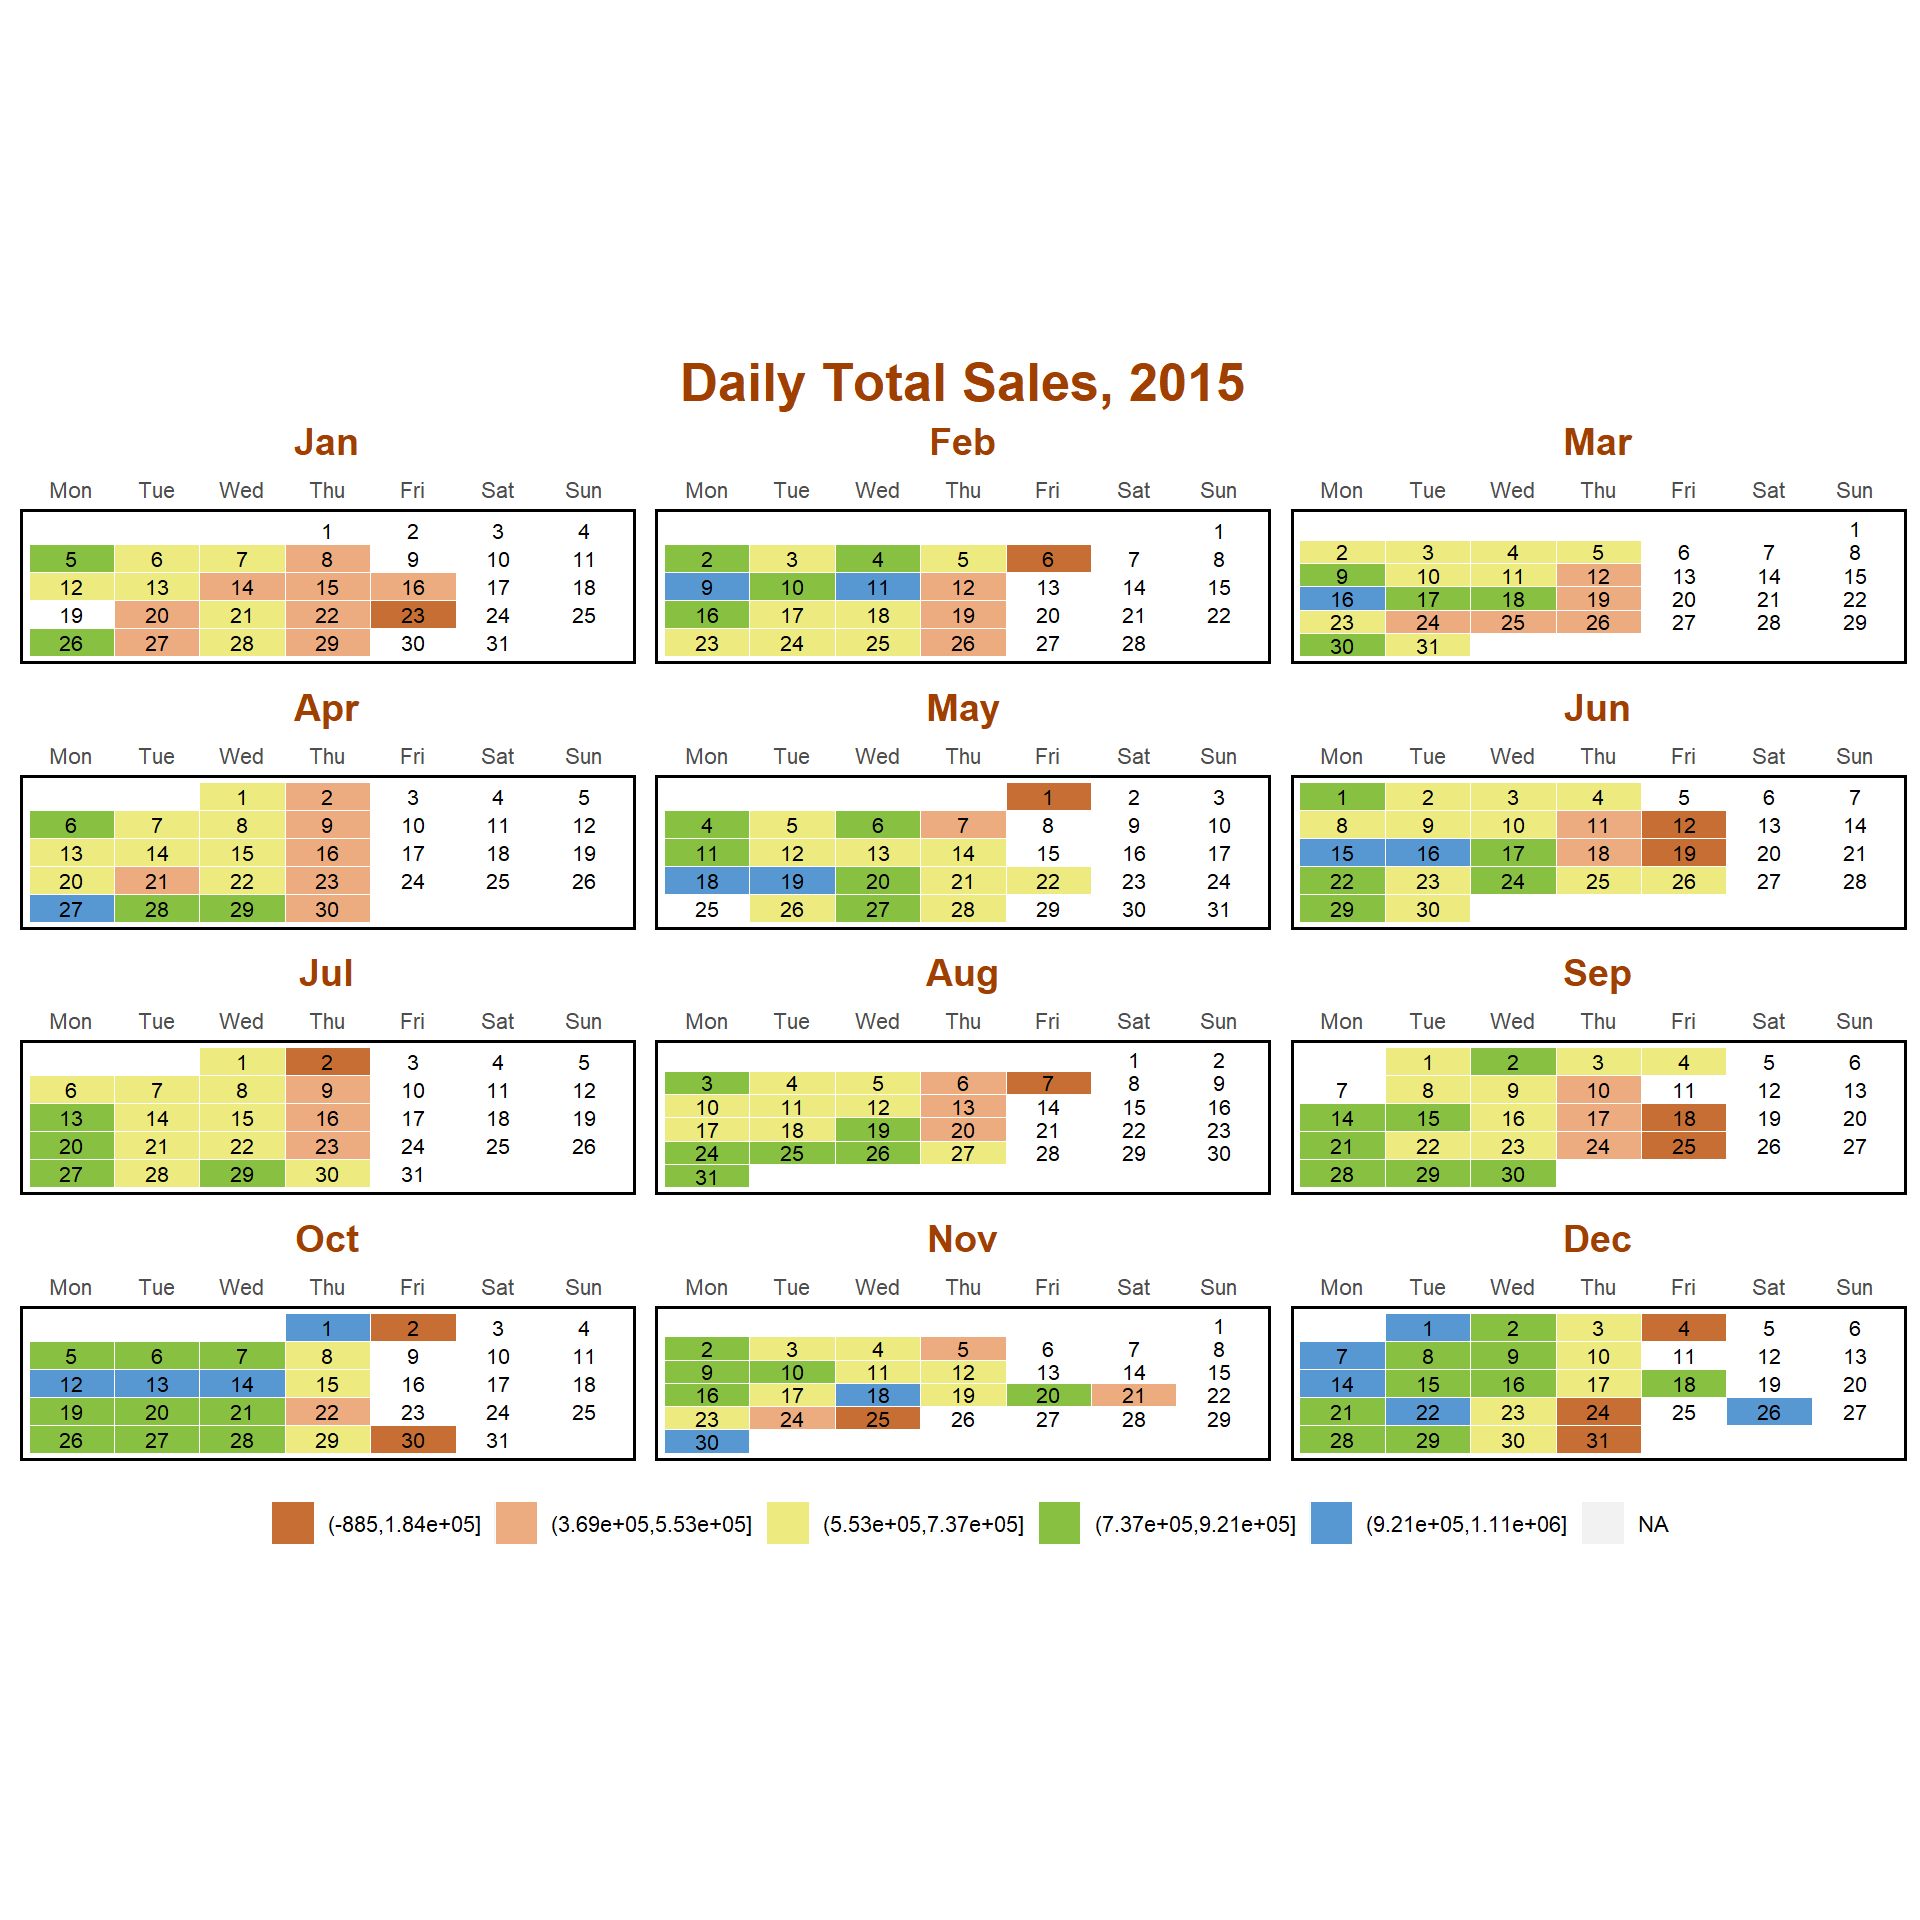 Daily Total Sales, 2015
Jan Feb Mar
Mon Tue Wed Thu Fri Sat Sun Mon Tue Wed Thu Fri Sat Sun Mon Tue Wed Thu Fri Sat Sun
1 2 3 4 1 1
5 6 7 8 9 10 11 2 3 4 5 6 7 8 2 3 4 5 6 7 8
12 13 14 15 16 17 18 9 10 11 12 13 14 15 9 10 11 12 13 14 15
19 20 21 22 23 24 25 16 17 18 19 20 21 22 16 17 18 19 20 21 22
26 27 28 29 30 31 23 24 25 26 27 28 23 24 25 26 27 28 29
30 31
Apr May Jun
Mon Tue Wed Thu Fri Sat Sun Mon Tue Wed Thu Fri Sat Sun Mon Tue Wed Thu Fri Sat Sun
1 2 3 4 5 1 2 3 1 2 3 4 5 6 7
6 7 8 9 10 11 12 4 5 6 7 8 9 10 8 9 10 11 12 13 14
13 14 15 16 17 18 19 11 12 13 14 15 16 17 15 16 17 18 19 20 21
20 21 22 23 24 25 26 18 19 20 21 22 23 24 22 23 24 25 26 27 28
27 28 29 30 25 26 27 28 29 30 31 29 30
Jul Aug Sep
Mon Tue Wed Thu Fri Sat Sun Mon Tue Wed Thu Fri Sat Sun Mon Tue Wed Thu Fri Sat Sun
1 2 3 4 5 1 2 1 2 3 4 5 6
6 7 8 9 10 11 12 3 4 5 6 7 8 9 7 8 9 10 11 12 13
13 14 15 16 17 18 19 10 11 12 13 14 15 16 14 15 16 17 18 19 20
20 21 22 23 24 25 26 17 18 19 20 21 22 23 21 22 23 24 25 26 27
27 28 29 30 31 24 25 26 27 28 29 30 28 29 30
31
Oct Nov Dec
Mon Tue Wed Thu Fri Sat Sun Mon Tue Wed Thu Fri Sat Sun Mon Tue Wed Thu Fri Sat Sun
1 2 3 4 1 1 2 3 4 5 6
5 6 7 8 9 10 11 2 3 4 5 6 7 8 7 8 9 10 11 12 13
12 13 14 15 16 17 18 9 10 11 12 13 14 15 14 15 16 17 18 19 20
19 20 21 22 23 24 25 16 17 18 19 20 21 22 21 22 23 24 25 26 27
26 27 28 29 30 31 23 24 25 26 27 28 29 28 29 30 31
30
(-885,1.84e+05] (3.69e+05,5.53e+05] (5.53e+05,7.37e+05] (7.37e+05,9.21e+05] (9.21e+05,1.11e+06] NA